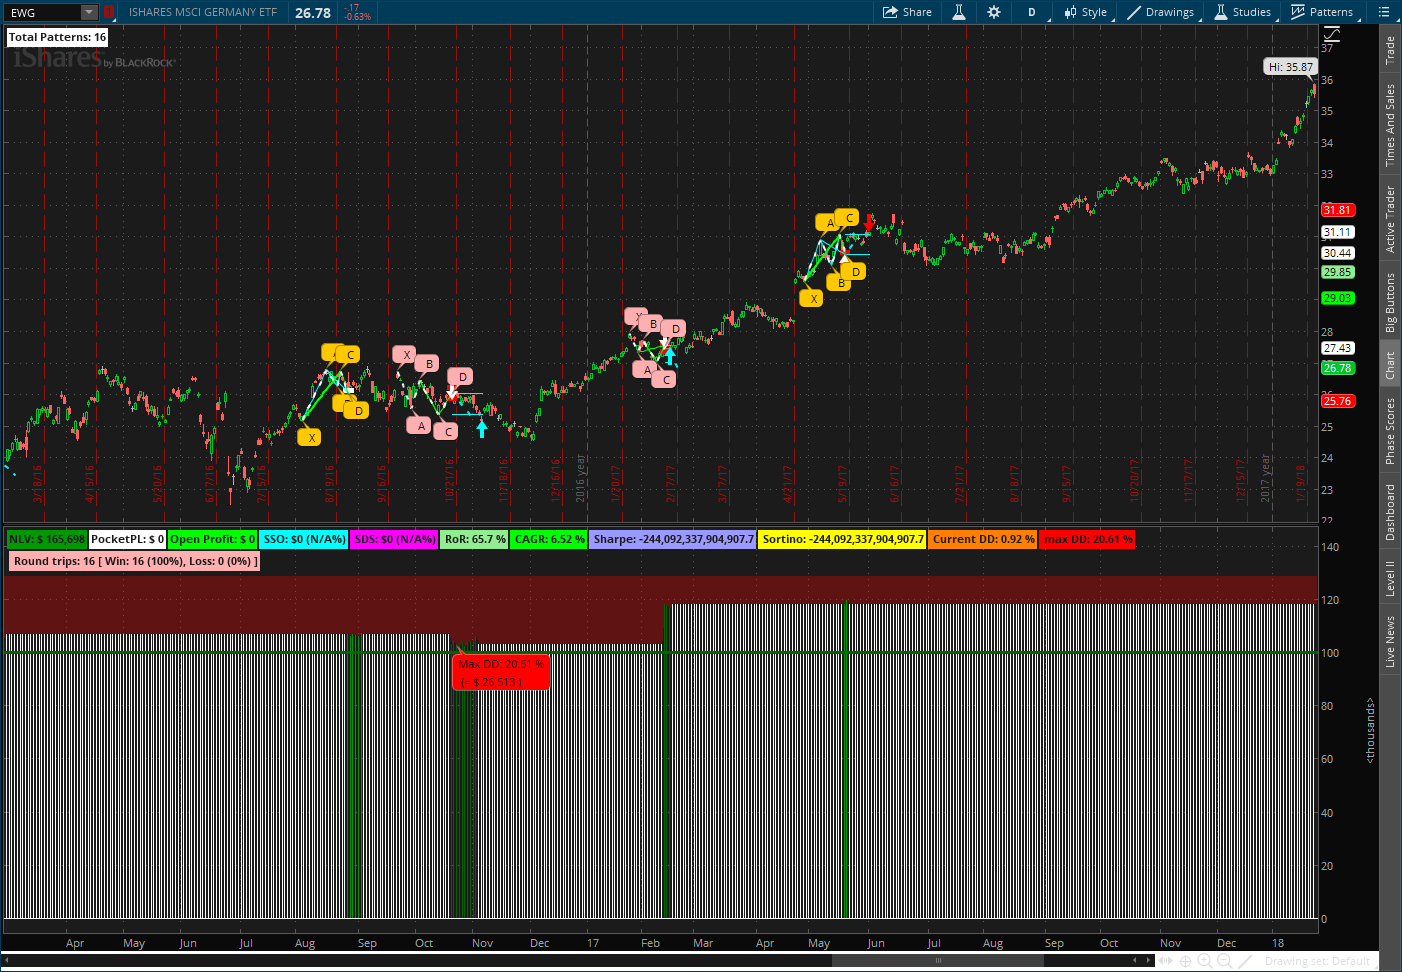 EWG
ISHARES MSCI GERMANY ETF
26.78
-.17
-0.63%
Share
D
Style
Drawings
Studies
Patterns
Total Patterns: 16
iShares by BLACKROCK
Hi: 35.87
37
36
35
34
33
31.81
31.11
30.44
29.85
29.03
28
27.43
26.78
25.76
25
24
23
22
A
C
X
D
X
B
D
A
C
X
B
D
A
C
A
C
X
B
D
3/18/16
4/15/16
5/20/16
6/17/16
7/15/16
8/19/16
9/16/16
10/21/16
11/18/16
12/16/16
2016 year
1/20/17
2/17/17
3/17/17
4/21/17
5/19/17
6/16/17
7/21/17
8/18/17
9/15/17
10/20/17
11/17/17
12/15/17
2017 year
1/19/18
NLV: $ 165,698
PocketPL: $ 0
Open Profit: $ 0
SSO: $0 (N/A%)
SDS: $0 (N/A%)
RoR: 65.7 %
CAGR: 6.52 %
Sharpe: -244,092,337,904,907.7
Sortino: -244,092,337,904,907.7
Current DD: 0.92 %
max DD: 20.61 %
Round trips: 16 [ Win: 16 (100%), Loss: 0 (0%) ]
Max DD: 20.61 %
(= $ 26,513 )
140
120
100
80
60
40
20
0
<thousands>
Apr
May
Jun
Jul
Aug
Sep
Oct
Nov
Dec
17
Feb
Mar
Apr
May
Jun
Jul
Aug
Sep
Oct
Nov
Dec
18
Drawing set: Default
Trade
Times And Sales
Active Trader
Big Buttons
Chart
Phase Scores
Dashboard
Level II
Live News